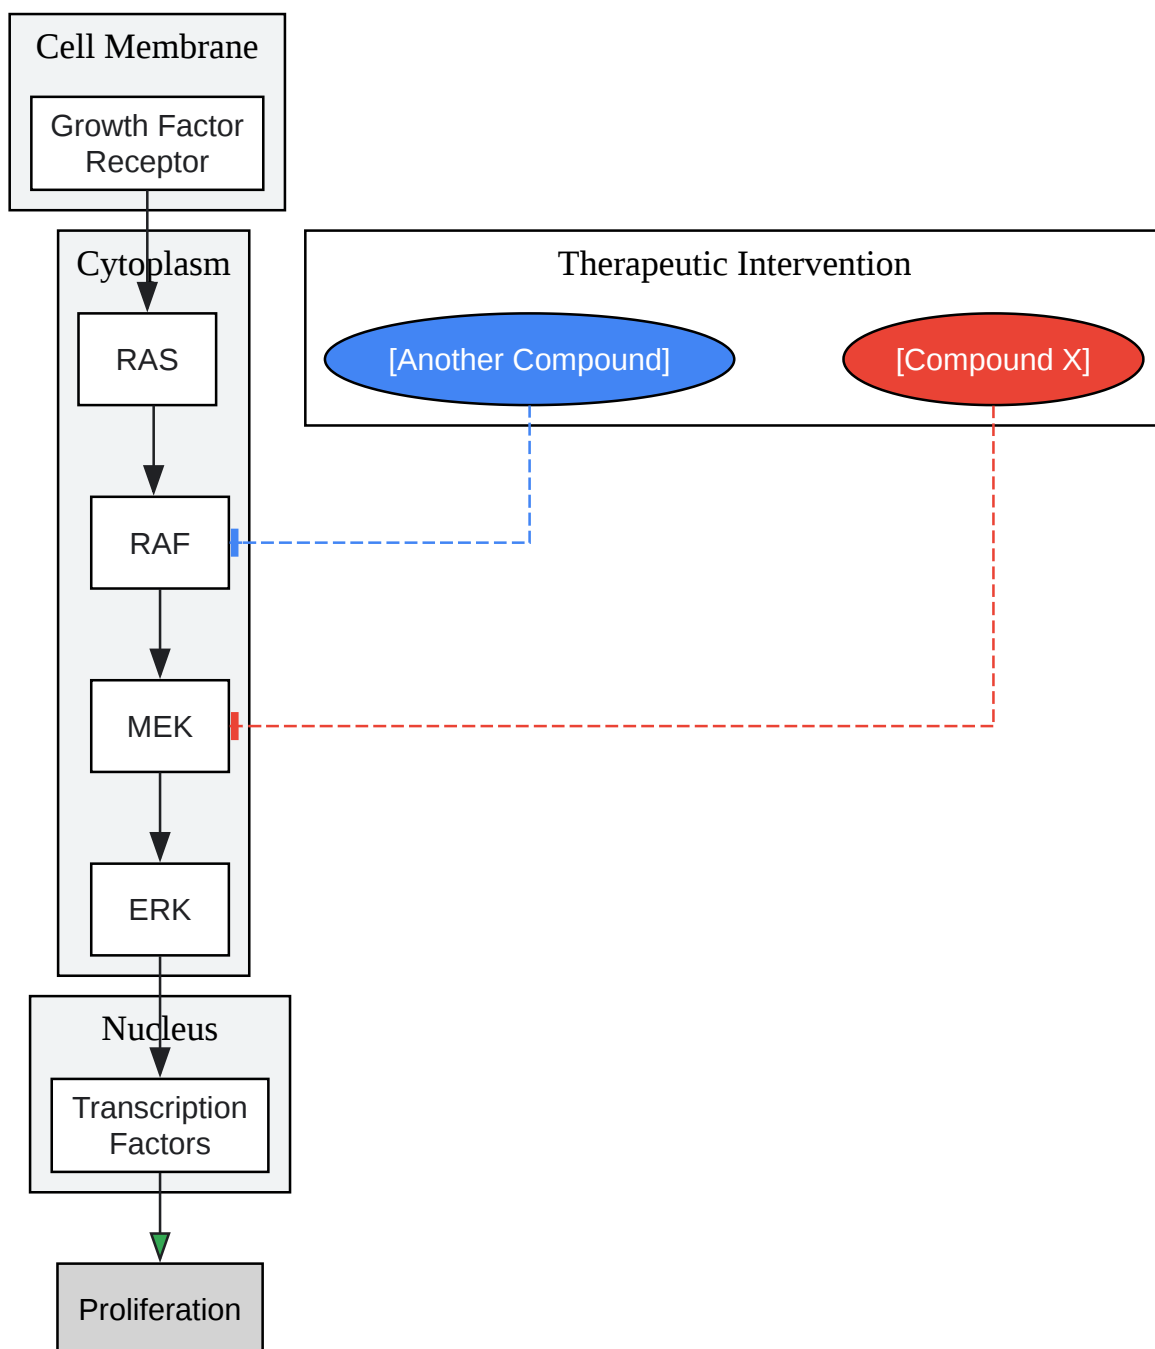 Cell Membrane
Growth Factor
Receptor
Cytoplasm
Therapeutic Intervention
RAS
[Another Compound]
[Compound X]
RAF
MEK
ERK
Nucleus
Transcription
Factors
Proliferation